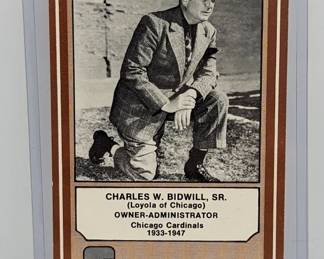 CHARLES W. BIDWILL, SR.
(Loyola of Chicago)
OWNER-ADMINISTRATOR
Chicago Cardinals
1933-1947